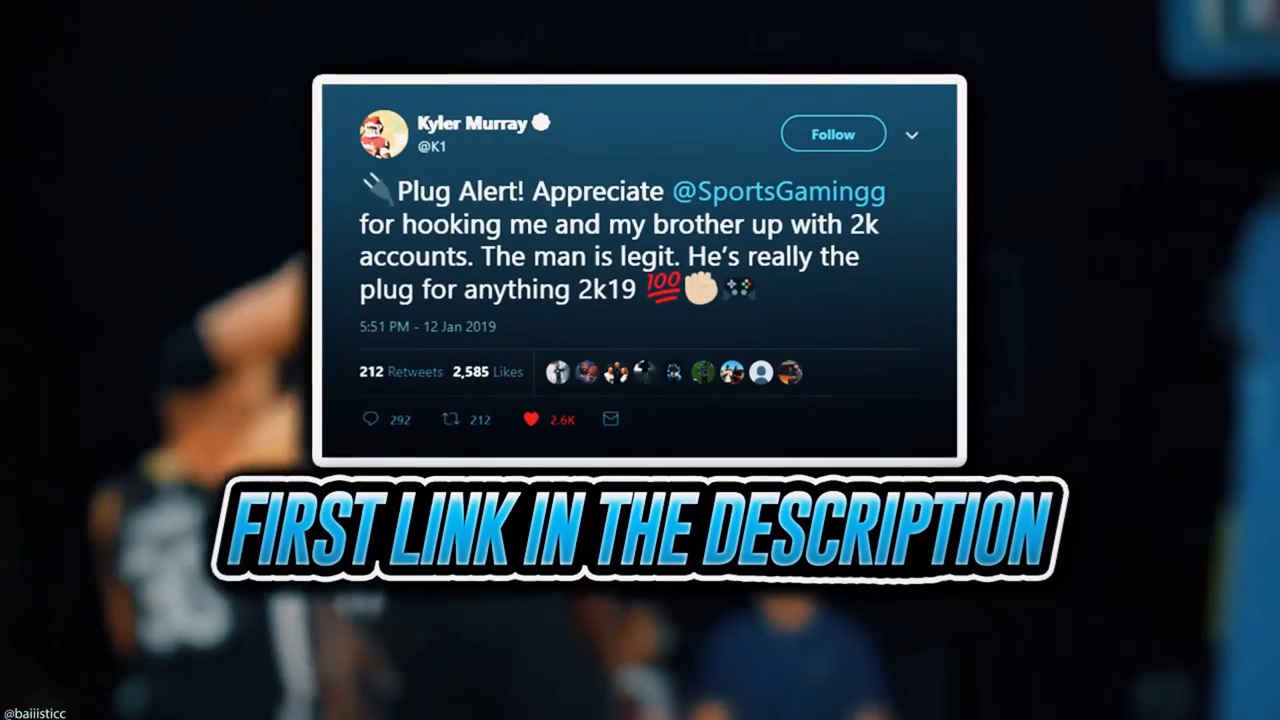 Kyler Murray
@K1
Follow
🔌Plug Alert! Appreciate @SportsGamingg
for hooking me and my brother up with 2k
accounts. The man is legit. He’s really the
plug for anything 2k19 💯✊🏼🎮
5:51 PM - 12 Jan 2019
212 Retweets 2,585 Likes
292 212 2.6K
FIRST LINK IN THE DESCRIPTION
@baiiisticc